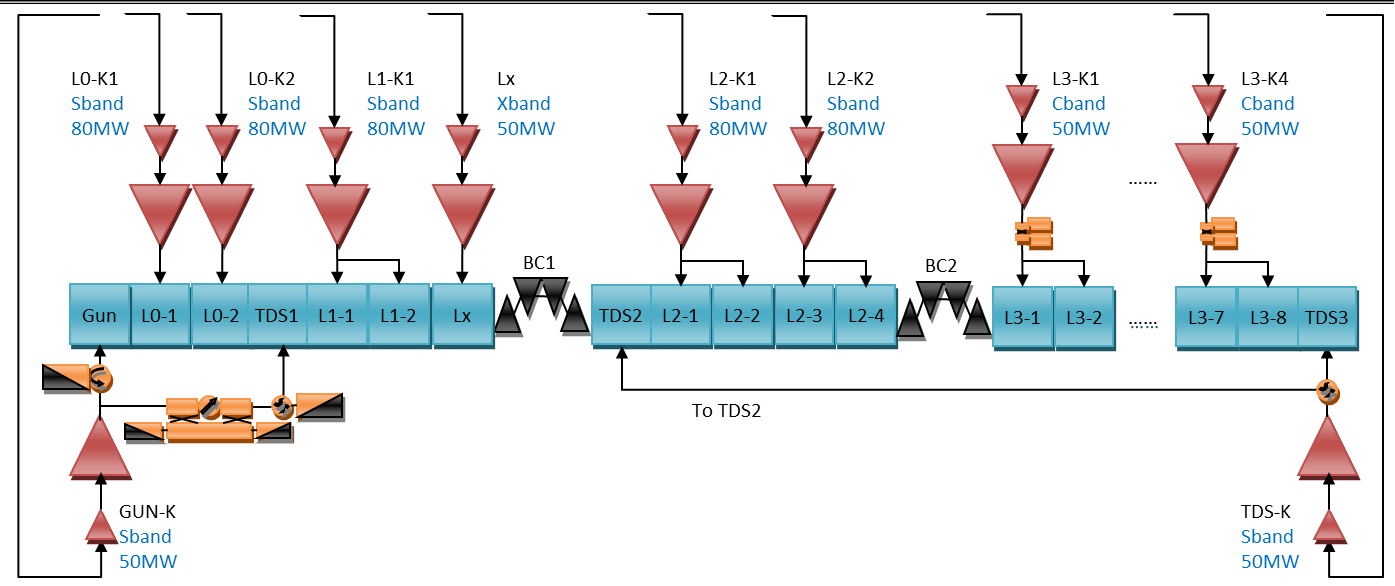 L0-K1
Sband
80MW
L0-K2
Sband
80MW
L1-K1
Sband
80MW
Lx
Xband
50MW
L2-K1
Sband
80MW
L2-K2
Sband
80MW
L3-K1
Cband
50MW
L3-K4
Cband
50MW
......
BC1
BC2
Gun
L0-1
L0-2
TDS1
L1-1
L1-2
Lx
TDS2
L2-1
L2-2
L2-3
L2-4
L3-1
L3-2
......
L3-7
L3-8
TDS3
To TDS2
GUN-K
Sband
50MW
TDS-K
Sband
50MW